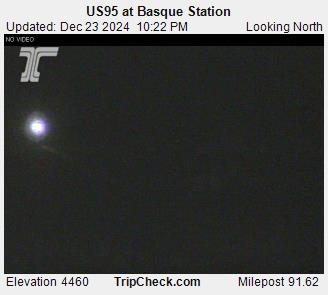 US95 at Basque Station
Updated: Dec 23 2024 10:22 PM Looking North
NO VIDEO
Elevation 4460 TripCheck.com Milepost 91.62